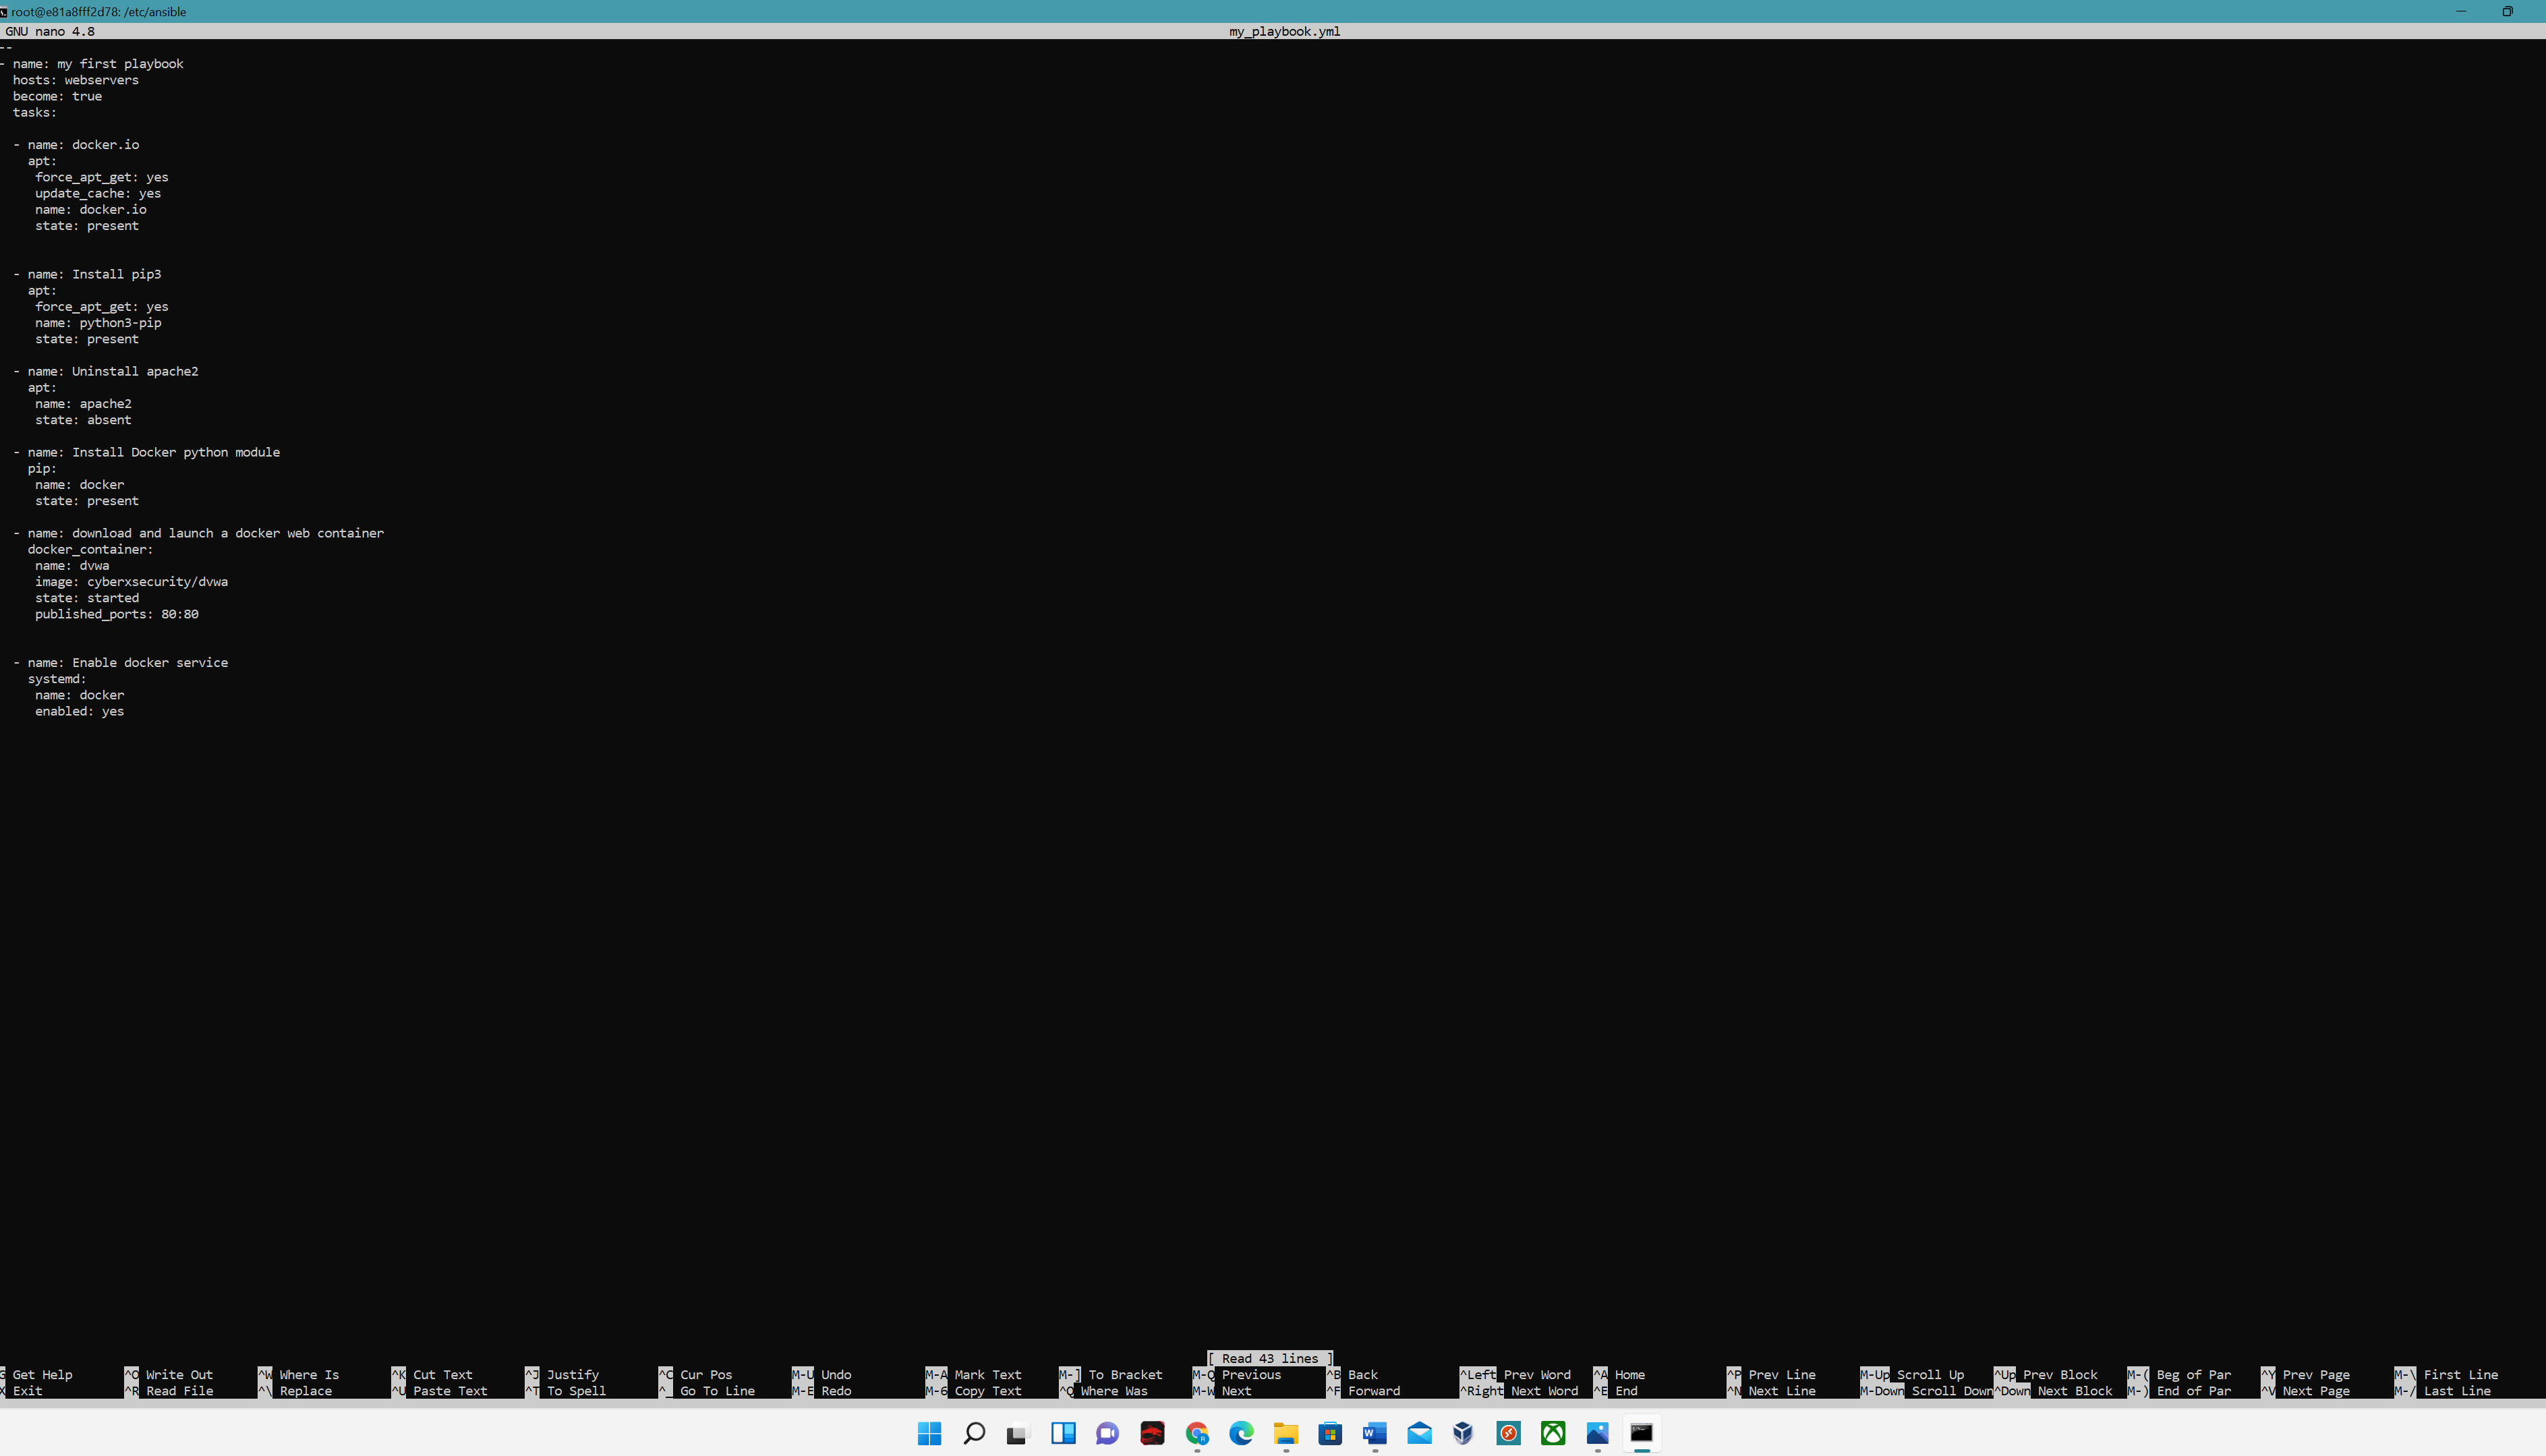 root@e81a8fff2d78: /etc/ansible
GNU nano 4.8 my_playbook.yml
--
- name: my first playbook
  hosts: webservers
  become: true
  tasks:

  - name: docker.io
    apt:
     force_apt_get: yes
     update_cache: yes
     name: docker.io
     state: present

  - name: Install pip3
    apt:
     force_apt_get: yes
     name: python3-pip
     state: present

  - name: Uninstall apache2
    apt:
     name: apache2
     state: absent

  - name: Install Docker python module
    pip:
     name: docker
     state: present

  - name: download and launch a docker web container
    docker_container:
     name: dvwa
     image: cyberxsecurity/dvwa
     state: started
     published_ports: 80:80

  - name: Enable docker service
    systemd:
     name: docker
     enabled: yes

[ Read 43 lines ]
G Get Help ^O Write Out ^W Where Is ^K Cut Text ^J Justify ^C Cur Pos M-U Undo M-A Mark Text M-] To Bracket M-Q Previous ^B Back ^Left Prev Word ^A Home ^P Prev Line M-Up Scroll Up ^Up Prev Block M-( Beg of Par ^Y Prev Page M-\ First Line
X Exit ^R Read File ^\ Replace ^U Paste Text ^T To Spell ^_ Go To Line M-E Redo M-6 Copy Text ^Q Where Was M-W Next ^F Forward ^Right Next Word ^E End ^N Next Line M-Down Scroll Down ^Down Next Block M-) End of Par ^V Next Page M-/ Last Line